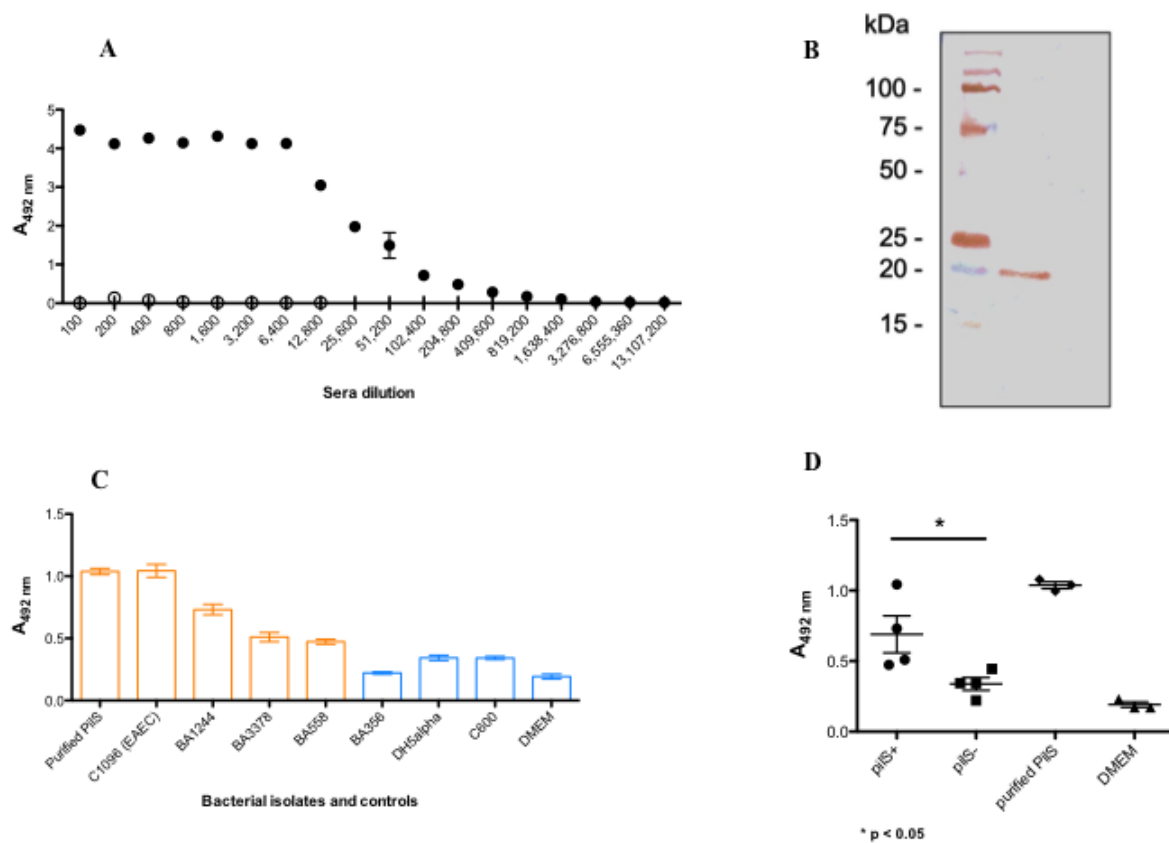 A
5
4
3
2
1
0
A492 nm
100
200
400
800
1,600
3,200
6,400
12,800
25,600
51,200
102,400
204,800
409,600
819,200
1,638,400
3,276,800
6,555,360
13,107,200
Sera dilution
B
kDa
100 -
75 -
50 -
25 -
20 -
15 -
C
1.5
1.0
0.5
0.0
A492 nm
Purified PilS
C1096 (EAEC)
BA1244
BA3378
BA558
BA356
DH5alpha
C600
DMEM
Bacterial isolates and controls
D
1.5
1.0
0.5
0.0
A492 nm
*
pilS+
pilS-
purified PilS
DMEM
* p < 0.05